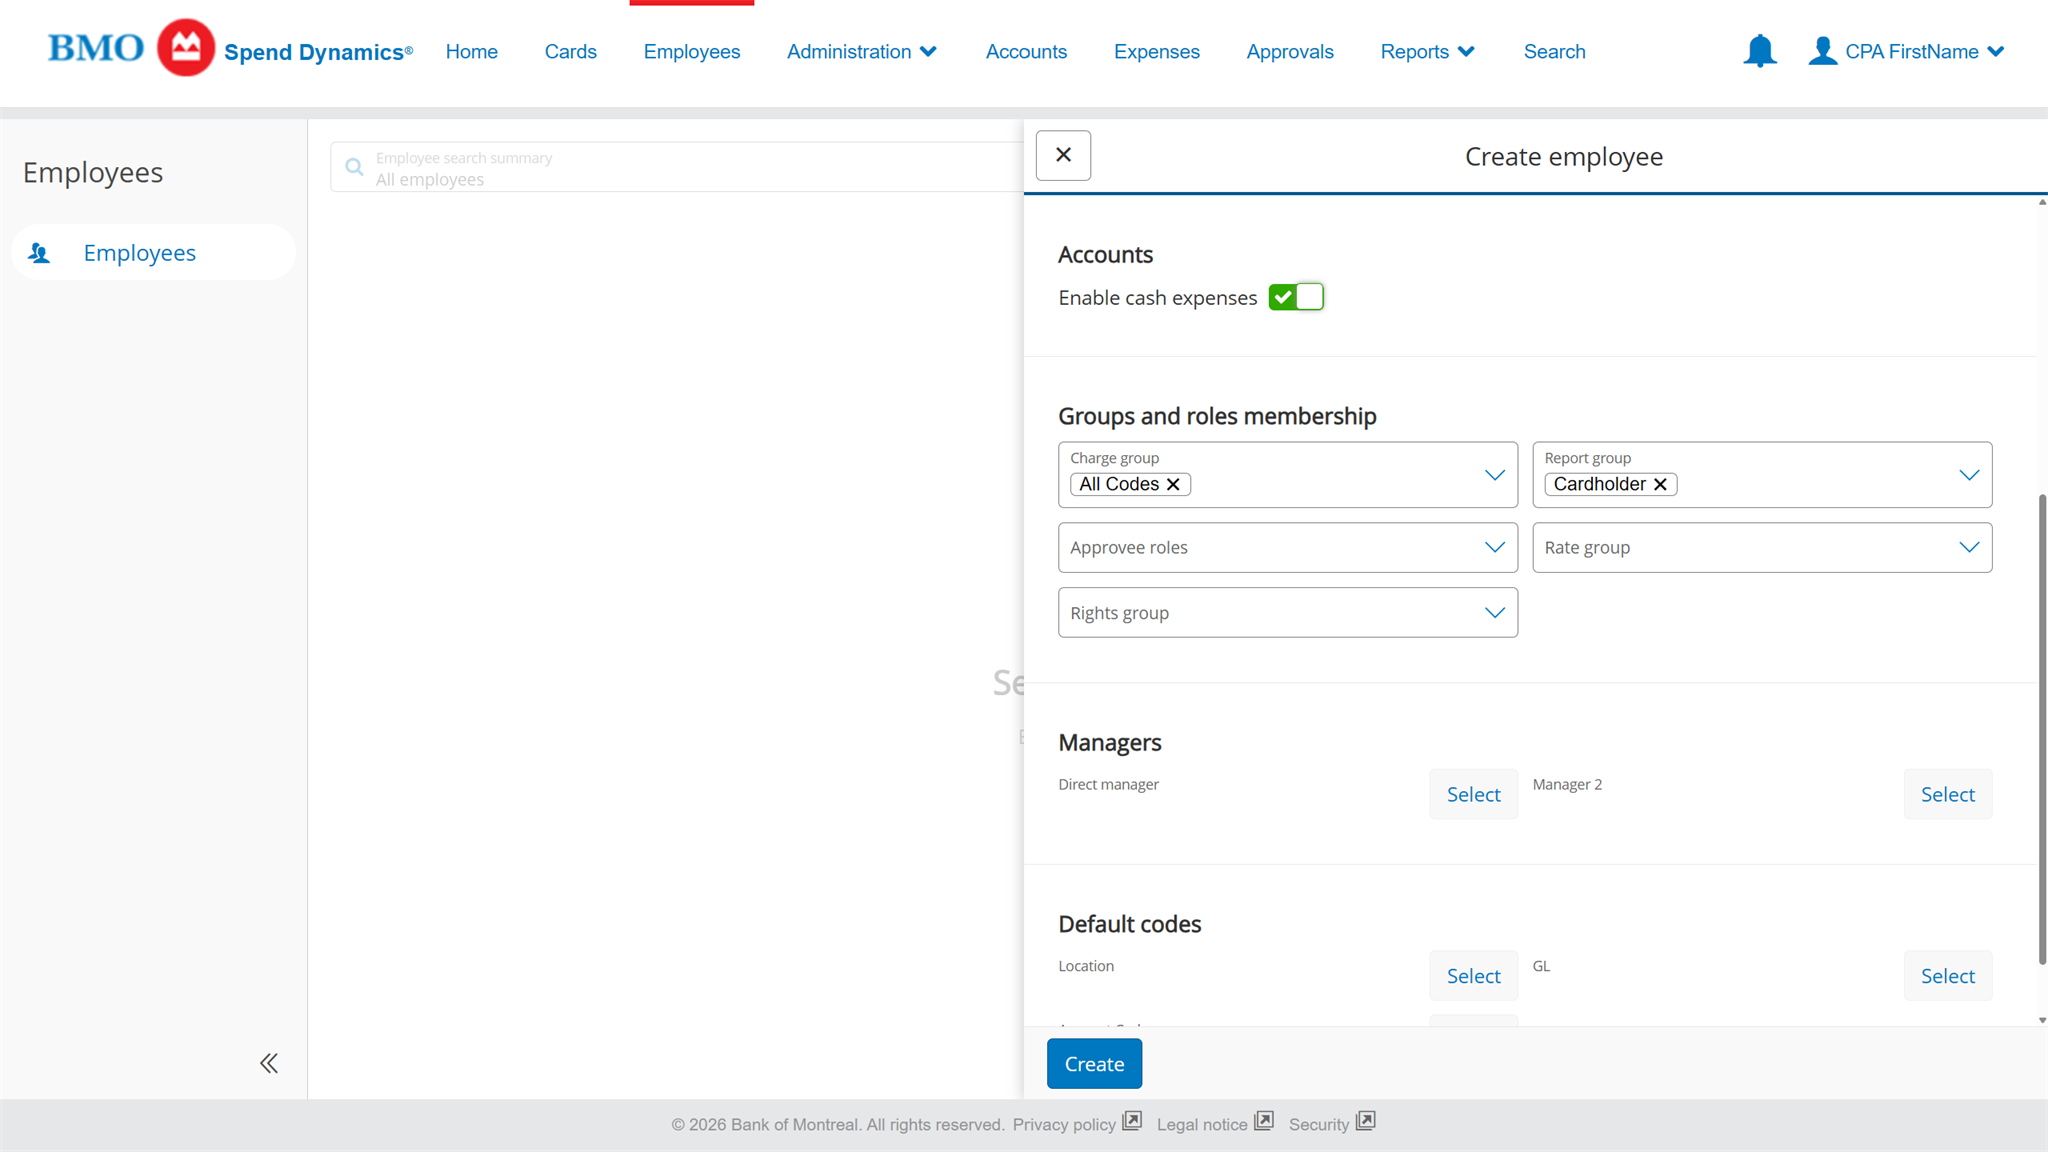 BMO Spend Dynamics®
Home
Cards
Employees
Administration
Accounts
Expenses
Approvals
Reports
Search
CPA FirstName
Employees
Employees
Employee search summary
All employees
Create employee
Accounts
Enable cash expenses
Groups and roles membership
Charge group
All Codes
Report group
Cardholder
Approvee roles
Rate group
Rights group
Se
Managers
Direct manager
Select
Manager 2
Select
Default codes
Location
Select
GL
Select
Create
© 2026 Bank of Montreal. All rights reserved. Privacy policy Legal notice Security